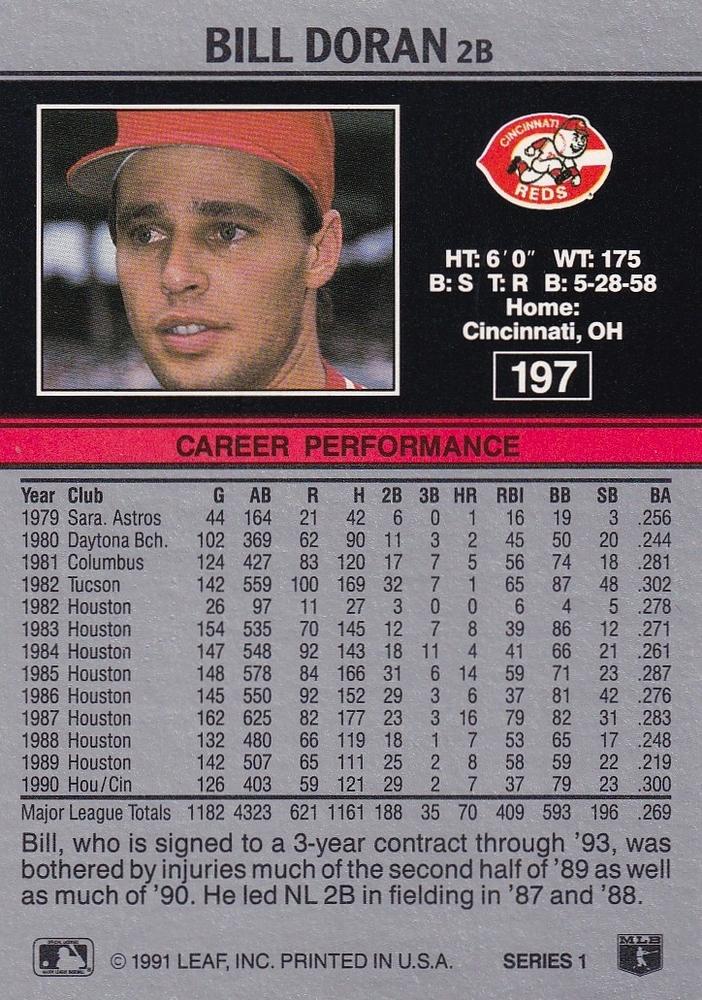 BILL DORAN 2B
CINCINNATI
REDS
HT: 6' 0" WT: 175
B: S T: R B: 5-28-58
Home:
Cincinnati, OH
197
CAREER PERFORMANCE
Year Club G AB R H 2B 3B HR RBI BB SB BA
1979 Sara. Astros 44 164 21 42 6 0 1 16 19 3 .256
1980 Daytona Bch. 102 369 62 90 11 3 2 45 50 20 .244
1981 Columbus 124 427 83 120 17 7 5 56 74 18 .281
1982 Tucson 142 559 100 169 32 7 1 65 87 48 .302
1982 Houston 26 97 11 27 3 0 0 6 4 5 .278
1983 Houston 154 535 70 145 12 7 8 39 86 12 .271
1984 Houston 147 548 92 143 18 11 4 41 66 21 .261
1985 Houston 148 578 84 166 31 6 14 59 71 23 .287
1986 Houston 145 550 92 152 29 3 6 37 81 42 .276
1987 Houston 162 625 82 177 23 3 16 79 82 31 .283
1988 Houston 132 480 66 119 18 1 7 53 65 17 .248
1989 Houston 142 507 65 111 25 2 8 58 59 22 .219
1990 Hou/Cin 126 403 59 121 29 2 7 37 79 23 .300
Major League Totals 1182 4323 621 1161 188 35 70 409 593 196 .269
Bill, who is signed to a 3-year contract through '93, was
bothered by injuries much of the second half of '89 as well
as much of '90. He led NL 2B in fielding in '87 and '88.
© 1991 LEAF, INC. PRINTED IN U.S.A. SERIES 1
MLB